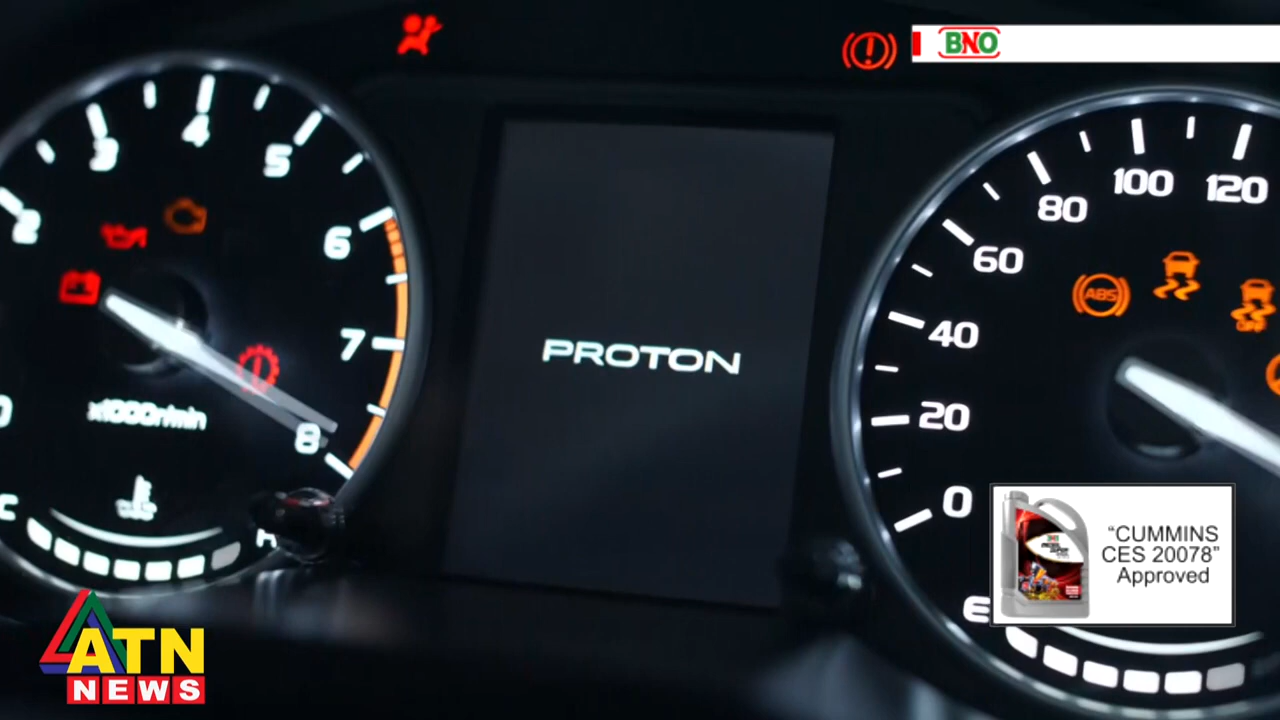 BNO
2
3
4
5
6
7
8
x1000r/min
C
PROTON
0
20
40
60
80
100
120
ABS
OFF
E
“CUMMINS
CES 20078”
Approved
ATN
NEWS